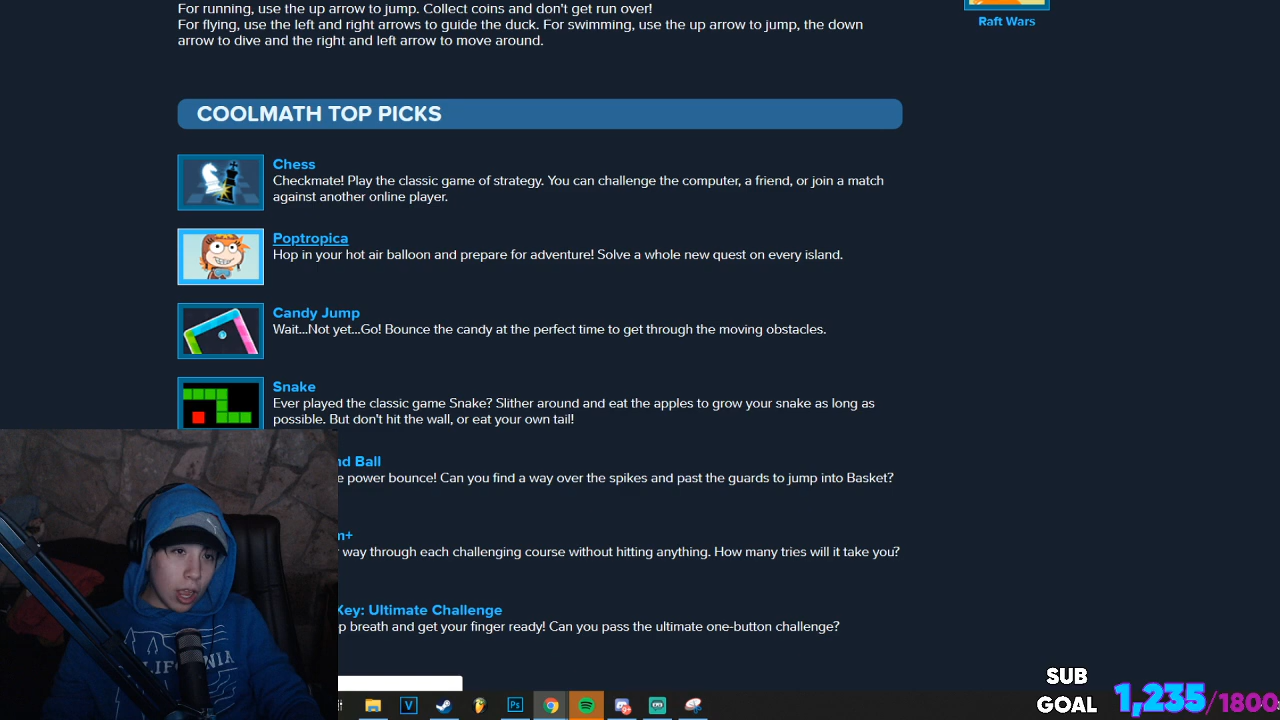 For running, use the up arrow to jump. Collect coins and don't get run over!
For flying, use the left and right arrows to guide the duck. For swimming, use the up arrow to jump, the down
arrow to dive and the right and left arrow to move around.
Raft Wars
COOLMATH TOP PICKS
Chess
Checkmate! Play the classic game of strategy. You can challenge the computer, a friend, or join a match
against another online player.
Poptropica
Hop in your hot air balloon and prepare for adventure! Solve a whole new quest on every island.
Candy Jump
Wait...Not yet...Go! Bounce the candy at the perfect time to get through the moving obstacles.
Snake
Ever played the classic game Snake? Slither around and eat the apples to grow your snake as long as
possible. But don't hit the wall, or eat your own tail!
nd Ball
e power bounce! Can you find a way over the spikes and past the guards to jump into Basket?
m+
way through each challenging course without hitting anything. How many tries will it take you?
Key: Ultimate Challenge
p breath and get your finger ready! Can you pass the ultimate one-button challenge?
CALIFORNIA
V
Ps
SUB
GOAL 1,235/1800